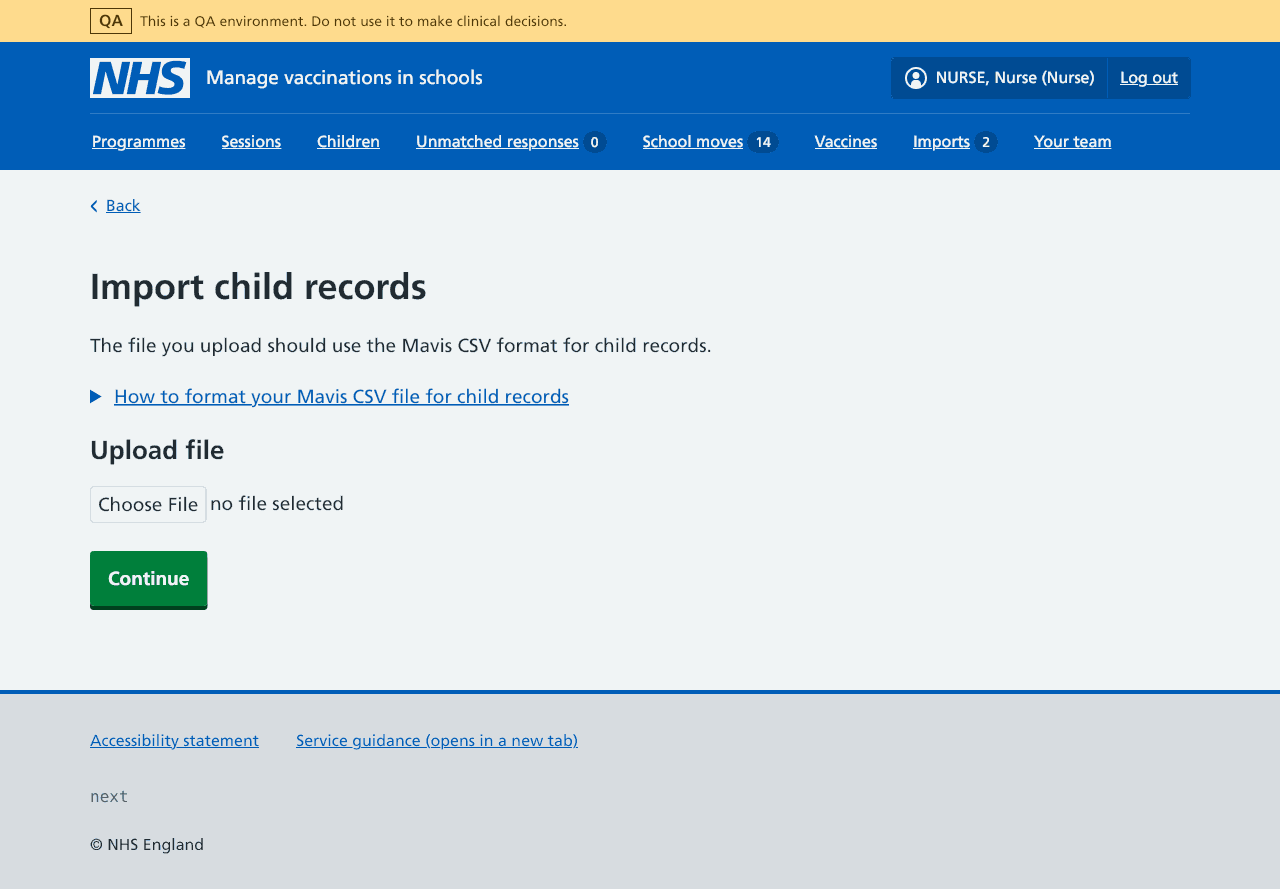 QA This is a QA environment. Do not use it to make clinical decisions.
NHS Manage vaccinations in schools NURSE, Nurse (Nurse) Log out
Programmes Sessions Children Unmatched responses 0 School moves 14 Vaccines Imports 2 Your team
Back
Import child records
The file you upload should use the Mavis CSV format for child records.
How to format your Mavis CSV file for child records
Upload file
Choose File no file selected
Continue
Accessibility statement Service guidance (opens in a new tab)
next
© NHS England